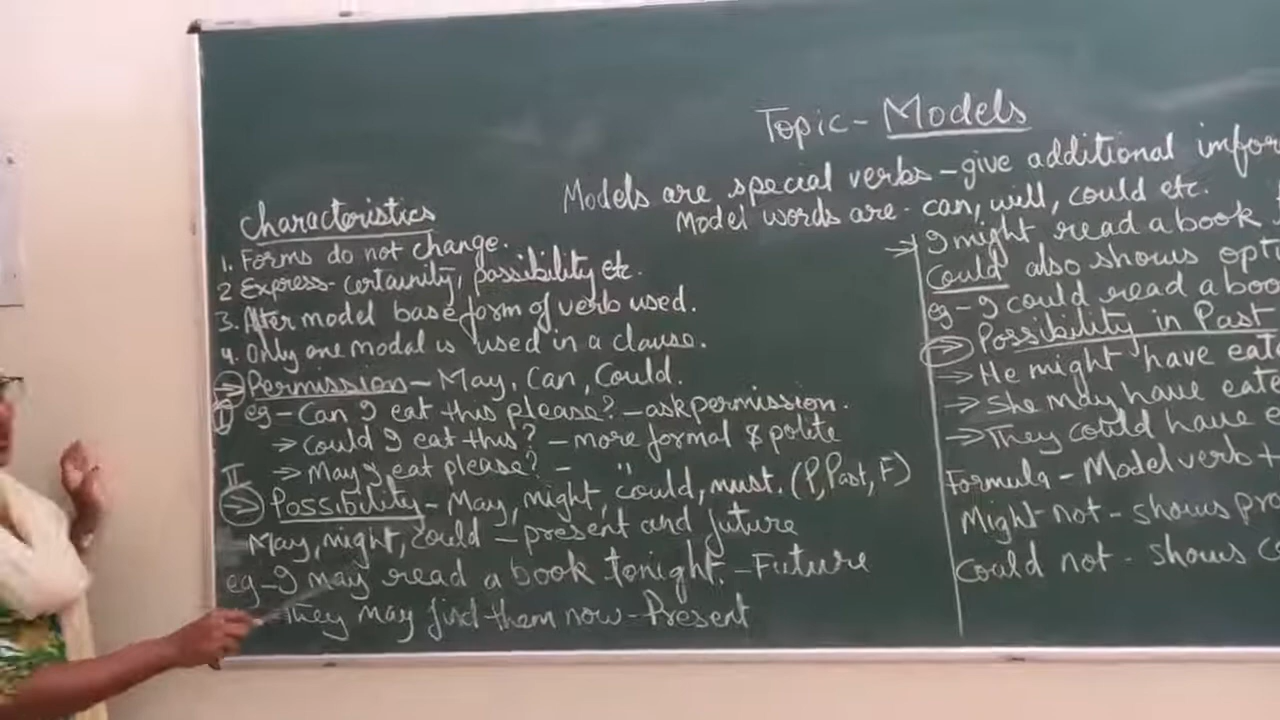 Topic - Models
Models are special verbs - give additional infor
Model words are - can, will, could etc.
Characteristics
1. Forms do not change.
2 Express - certainity, possibility etc.
3. After model base form of verb used.
4. Only one modal is used in a clause.
→ Permission - May, Can, Could.
I eg - Can I eat this please? - ask permission.
→ Could I eat this? - more formal & polite
→ May I eat please? - "
II
→ Possibility - May, might, could, must. (P, Past, F)
May, might, could - present and future
eg - I may read a book tonight. - Future
They may find them now - Present
→ I might read a book
Could also shows opti
eg - I could read a boo
→ Possibility in Past
→ He might have eate
→ She may have eate
→ They could have e
Formula - Model verb +
Might not - shows pro
Could not - shows co